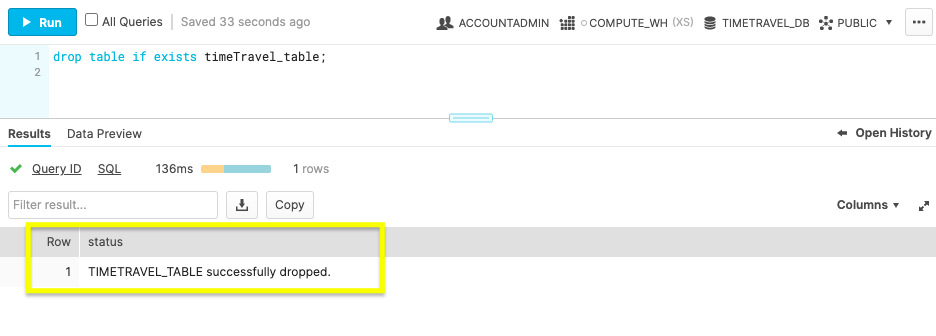 Run All Queries Saved 33 seconds ago ACCOUNTADMIN COMPUTE_WH (XS) TIMETRAVEL_DB PUBLIC
1 drop table if exists timeTravel_table;
2
Results Data Preview Open History
Query ID SQL 136ms 1 rows
Filter result... Copy Columns
Row status
1 TIMETRAVEL_TABLE successfully dropped.